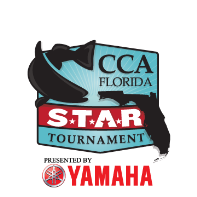 CCA
FLORIDA
S★T★A★R
TOURNAMENT
PRESENTED BY
YAMAHA